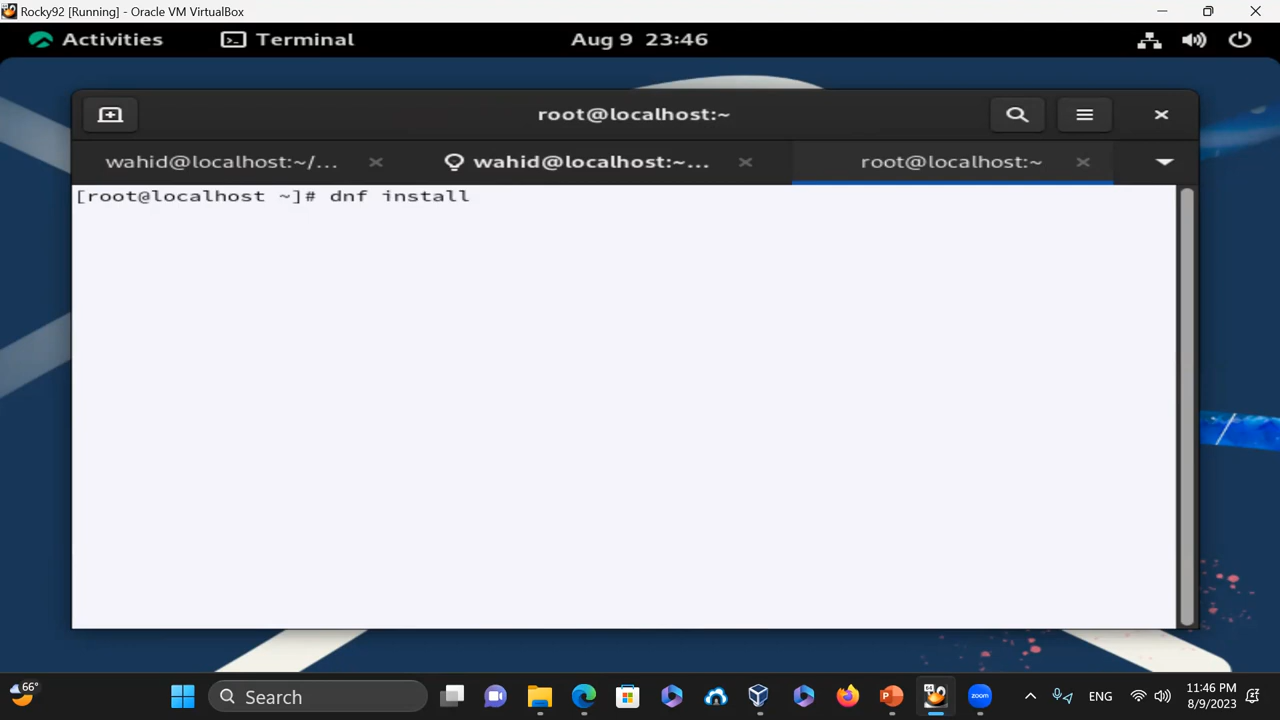 Rocky92 [Running] - Oracle VM VirtualBox
Activities Terminal Aug 9 23:46
root@localhost:~
wahid@localhost:~/... wahid@localhost:~... root@localhost:~
[root@localhost ~]# dnf install
66°
Search
zoom
ENG
11:46 PM
8/9/2023